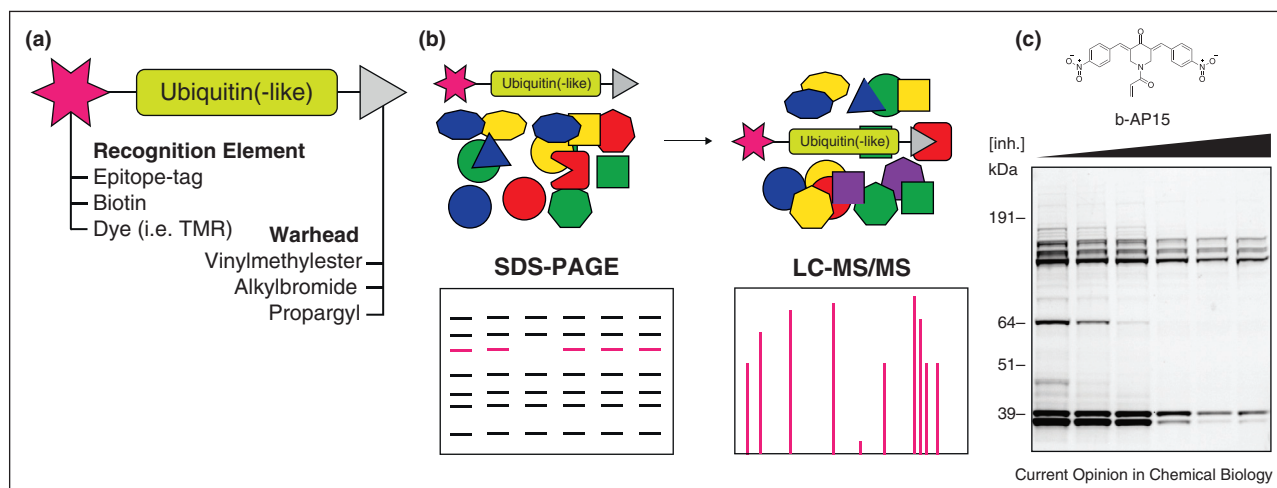 (a)
Ubiquitin(-like)
Recognition Element
Epitope-tag
Biotin
Dye (i.e. TMR)
Warhead
Vinylmethylester
Alkylbromide
Propargyl
(b)
Ubiquitin(-like)
Ubiquitin(-like)
SDS-PAGE
LC-MS/MS
(c)
O
O
O
N
N
O
O
N
O
b-AP15
[inh.]
kDa
191
64
51
39
Current Opinion in Chemical Biology